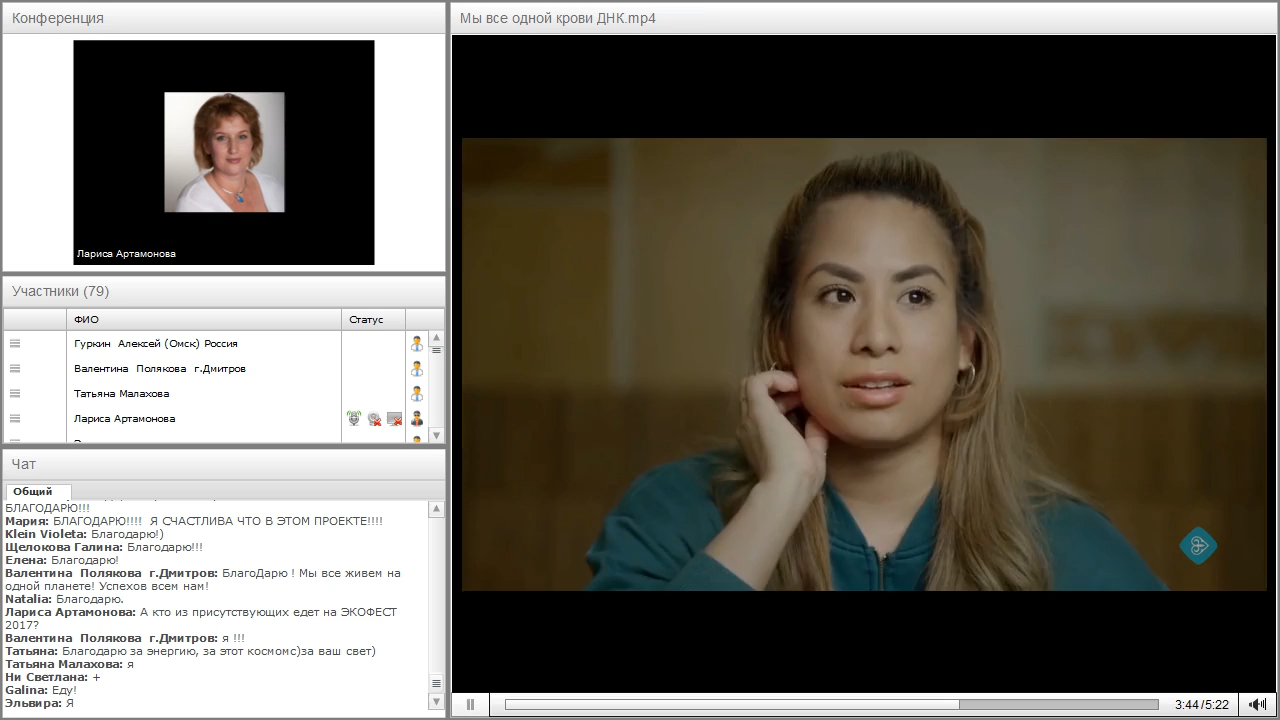 Конференция
Лариса Артамонова
Участники (79)
ФИО Статус
Гуркин Алексей (Омск) Россия
Валентина Полякова г.Дмитров
Татьяна Малахова
Лариса Артамонова
Чат
Общий
БЛАГОДАРЮ!!!
Мария: БЛАГОДАРЮ!!!! Я СЧАСТЛИВА ЧТО В ЭТОМ ПРОЕКТЕ!!!!
Klein Violeta: Благодарю!)
Щелокова Галина: Благодарю!!!
Елена: Благодарю!
Валентина Полякова г.Дмитров: БлагоДарю ! Мы все живем на
одной планете! Успехов всем нам!
Natalia: Благодарю.
Лариса Артамонова: А кто из присутствующих едет на ЭКОФЕСТ
2017?
Валентина Полякова г.Дмитров: я !!!
Татьяна: Благодарю за энергию, за этот космомс)за ваш свет)
Татьяна Малахова: я
Ни Светлана: +
Galina: Еду!
Эльвира: Я
Мы все одной крови ДНК.mp4
3:44/5:22